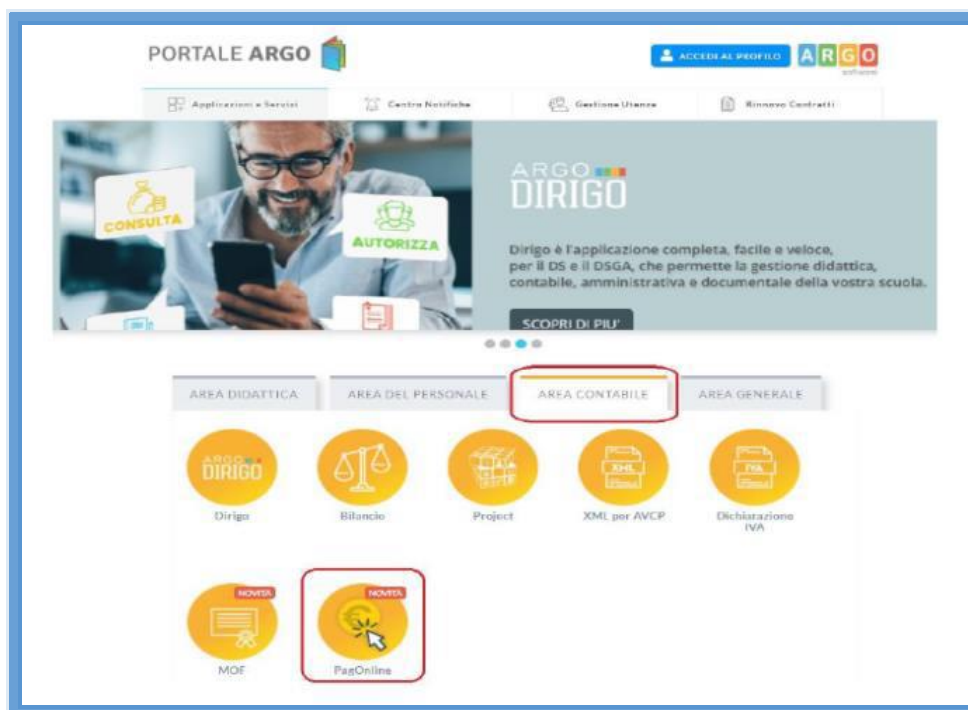 PORTALE ARGO
ACCEDI AL PROFILO
ARGO
software
Applicazioni e Servizi
Centro Notifiche
Gestione Utenze
Rinnovo Contratti
CONSULTA
AUTORIZZA
ARGO
DIRIGO
Dirigo è l'applicazione completa, facile e veloce,
per il DS e il DSGA, che permette la gestione didattica,
contabile, amministrativa e documentale della vostra scuola.
SCOPRI DI PIU'
AREA DIDATTICA
AREA DEL PERSONALE
AREA CONTABILE
AREA GENERALE
ARGO
DIRIGO
XML
IVA
Dirigo
Bilancio
Project
XML per AVCP
Dichiarazione
IVA
NOVITÀ
NOVITÀ
MOF
PagOnline